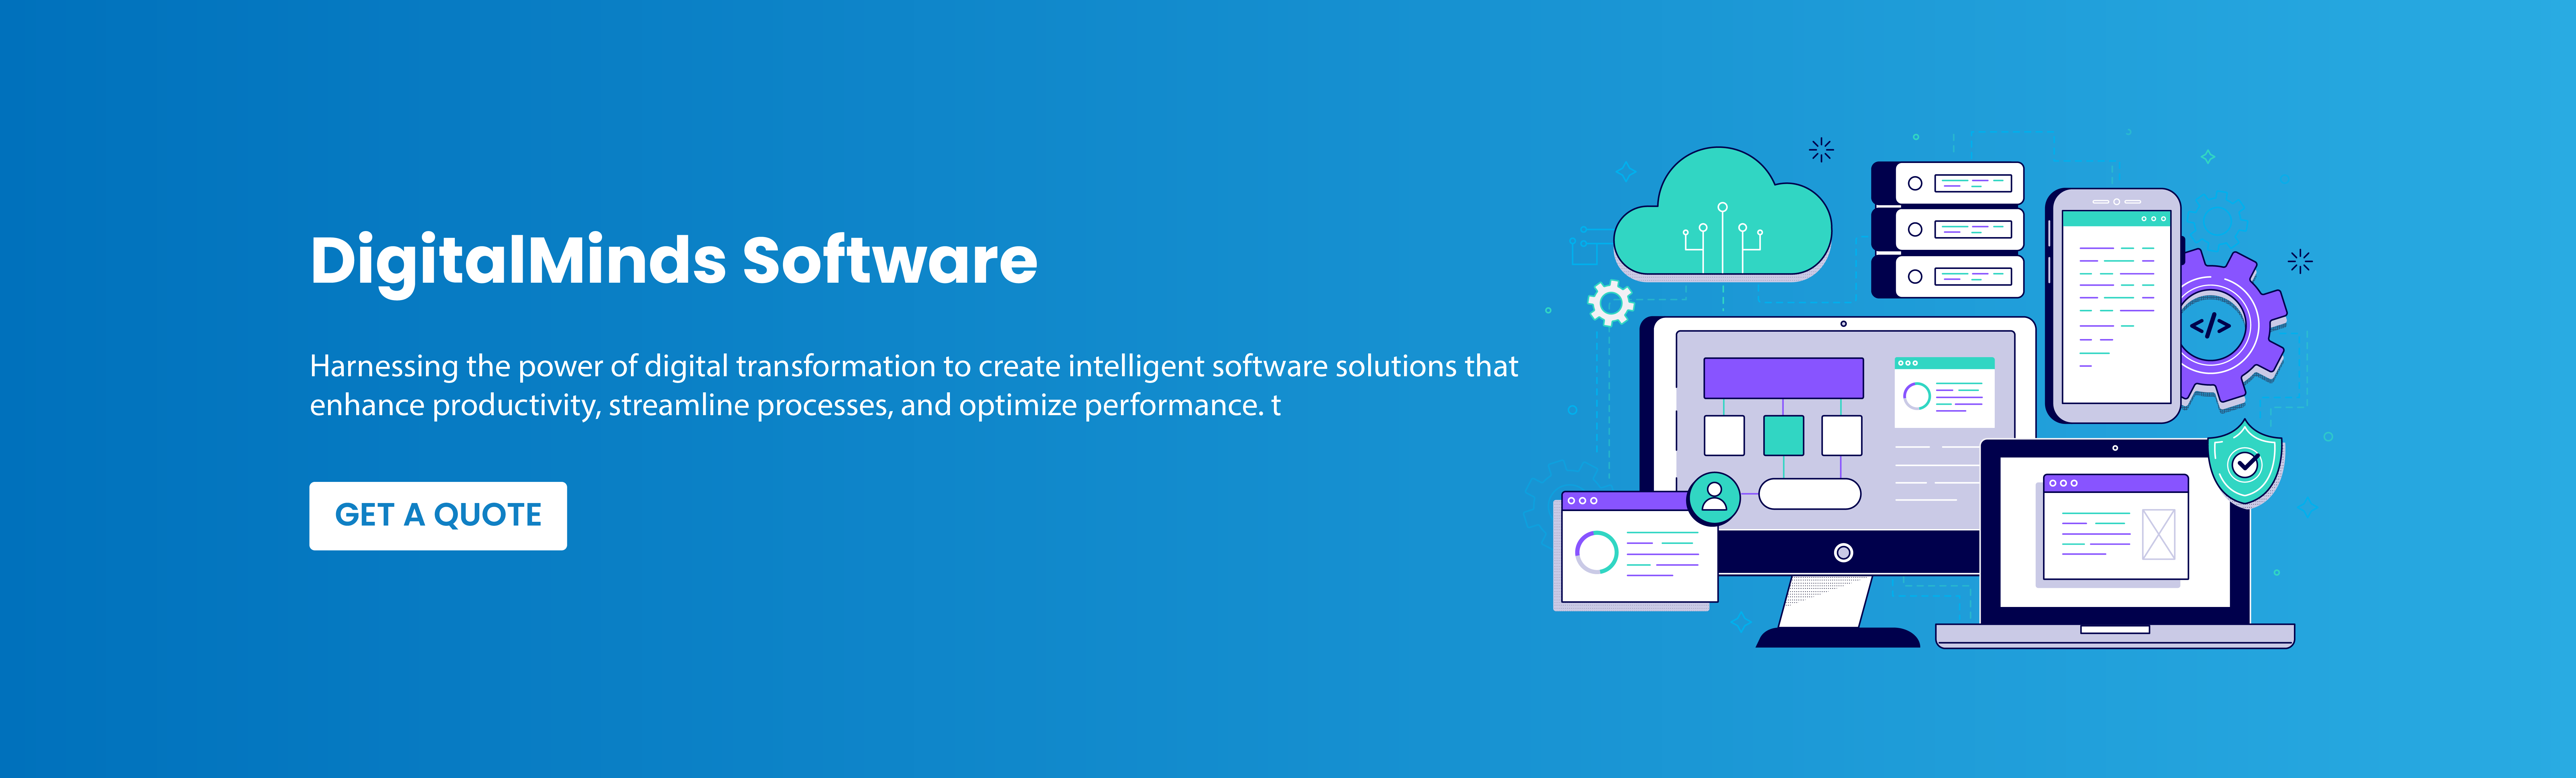 DigitalMinds Software
Harnessing the power of digital transformation to create intelligent software solutions that
enhance productivity, streamline processes, and optimize performance. t
GET A QUOTE
</>